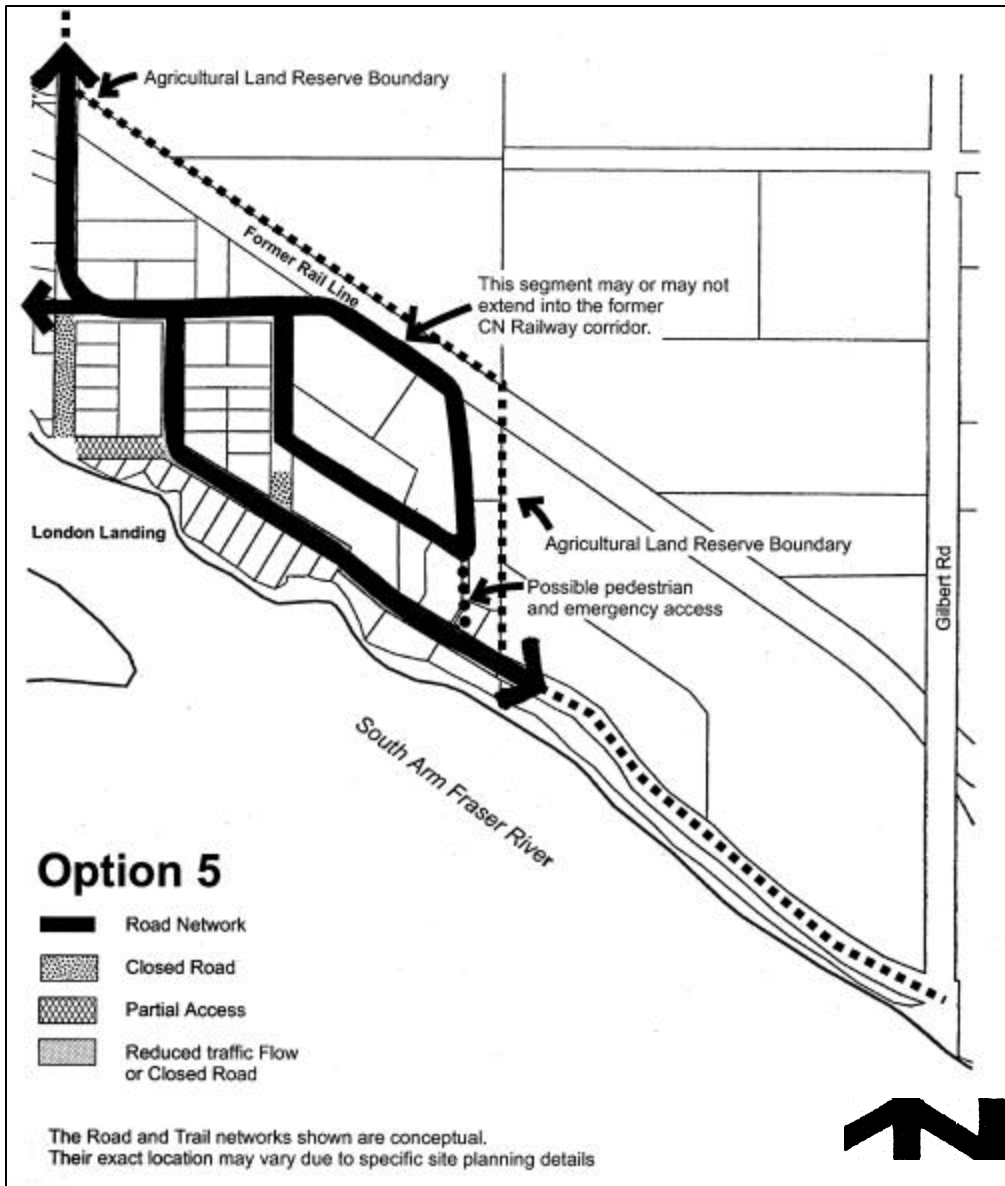 Agricultural Land Reserve Boundary
Former Rail Line
This segment may or may not
extend into the former
CN Railway corridor.
London Landing
Agricultural Land Reserve Boundary
Possible pedestrian
and emergency access
Gilbert Rd
South Arm Fraser River
Option 5
Road Network
Closed Road
Partial Access
Reduced traffic Flow
or Closed Road
The Road and Trail networks shown are conceptual.
Their exact location may vary due to specific site planning details
N